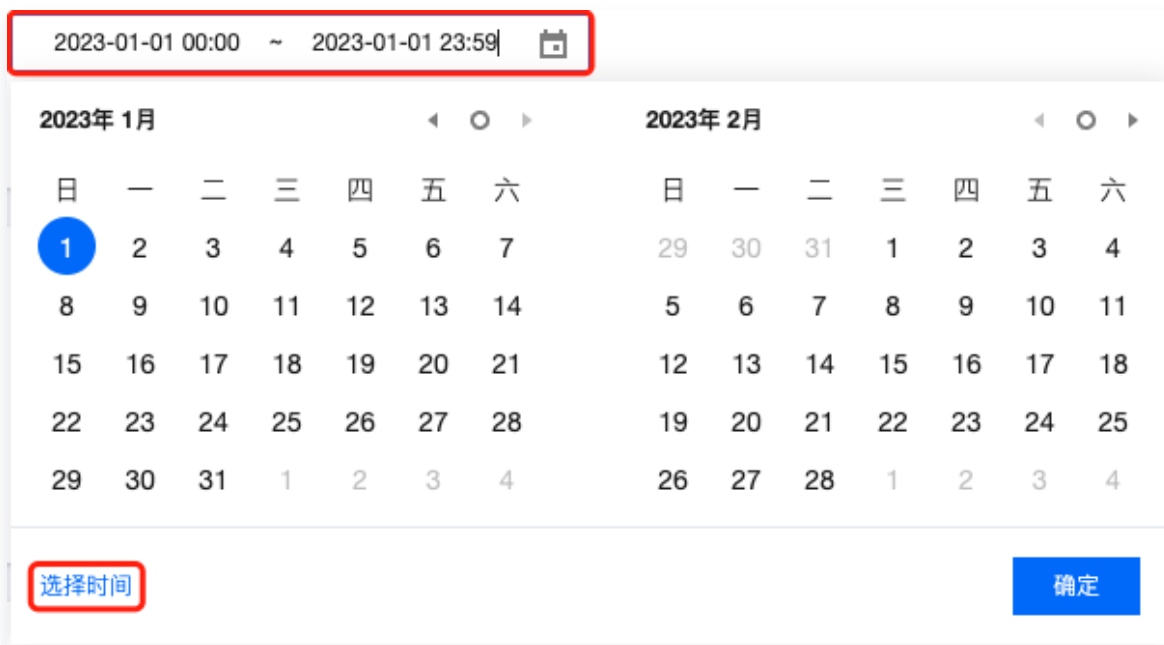 2023-01-01 00:00 ~ 2023-01-01 23:59
2023年 1月 2023年 2月
日 一 二 三 四 五 六 日 一 二 三 四 五 六
1 2 3 4 5 6 7 29 30 31 1 2 3 4
8 9 10 11 12 13 14 5 6 7 8 9 10 11
15 16 17 18 19 20 21 12 13 14 15 16 17 18
22 23 24 25 26 27 28 19 20 21 22 23 24 25
29 30 31 1 2 3 4 26 27 28 1 2 3 4
选择时间 确定